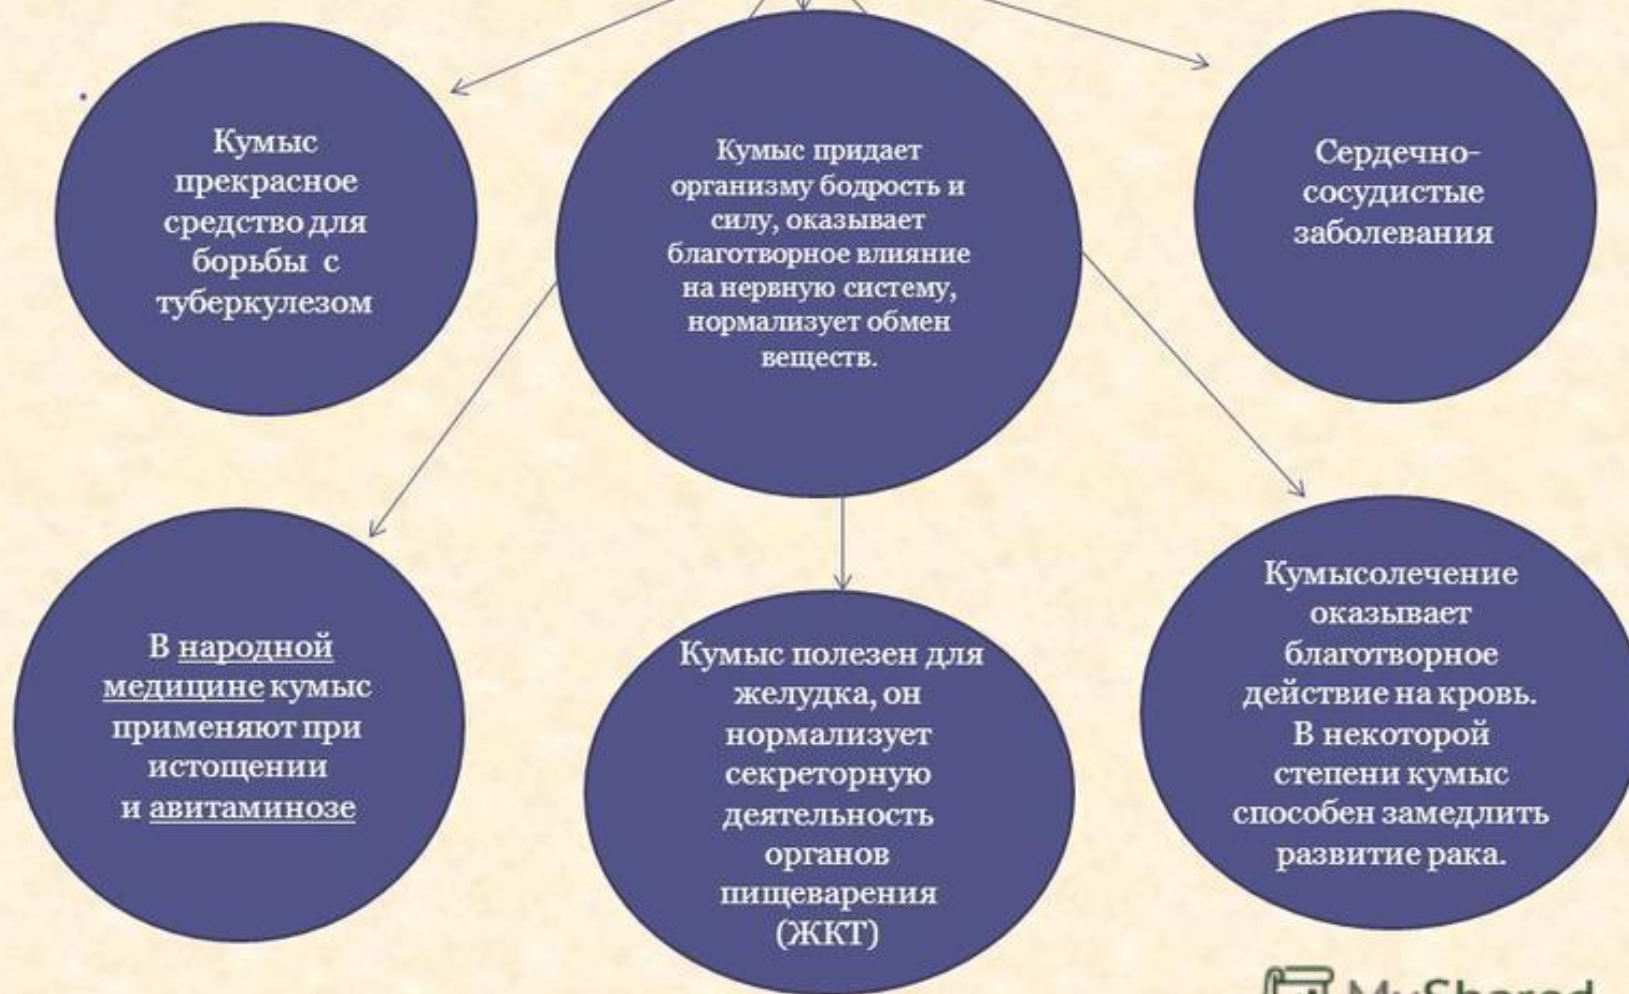 Кумыс
прекрасное
средство для
борьбы с
туберкулезом
Кумыс придает
организму бодрость и
силу, оказывает
благотворное влияние
на нервную систему,
нормализует обмен
веществ.
Сердечно-
сосудистые
заболевания
В народной
медицине кумыс
применяют при
истощении
и авитаминозе
Кумыс полезен для
желудка, он
нормализует
секреторную
деятельность
органов
пищеварения
(ЖКТ)
Кумысолечение
оказывает
благотворное
действие на кровь.
В некоторой
степени кумыс
способен замедлить
развитие рака.
MyShared